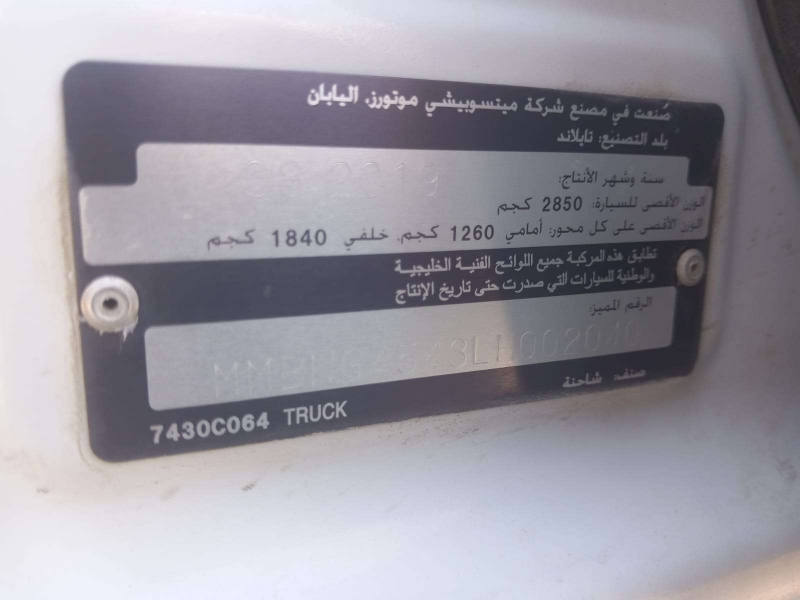 صُنعت في مصنع شركة ميتسوبيشي موتورز، اليابان
بلد التصنيع: تايلاند
سنة وشهر الأنتاج:
الوزن الأقصى للسيارة: 2850 كجم
الوزن الأقصى على كل محور: أمامي 1260 كجم, خلفي 1840 كجم
تطابق هذه المركبة جميع اللوائح الفنية الخليجية
والوطنية للسيارات التي صدرت حتى تاريخ الإنتاج
الرقم المميز:
صنف: شاحنة
7430C064 TRUCK